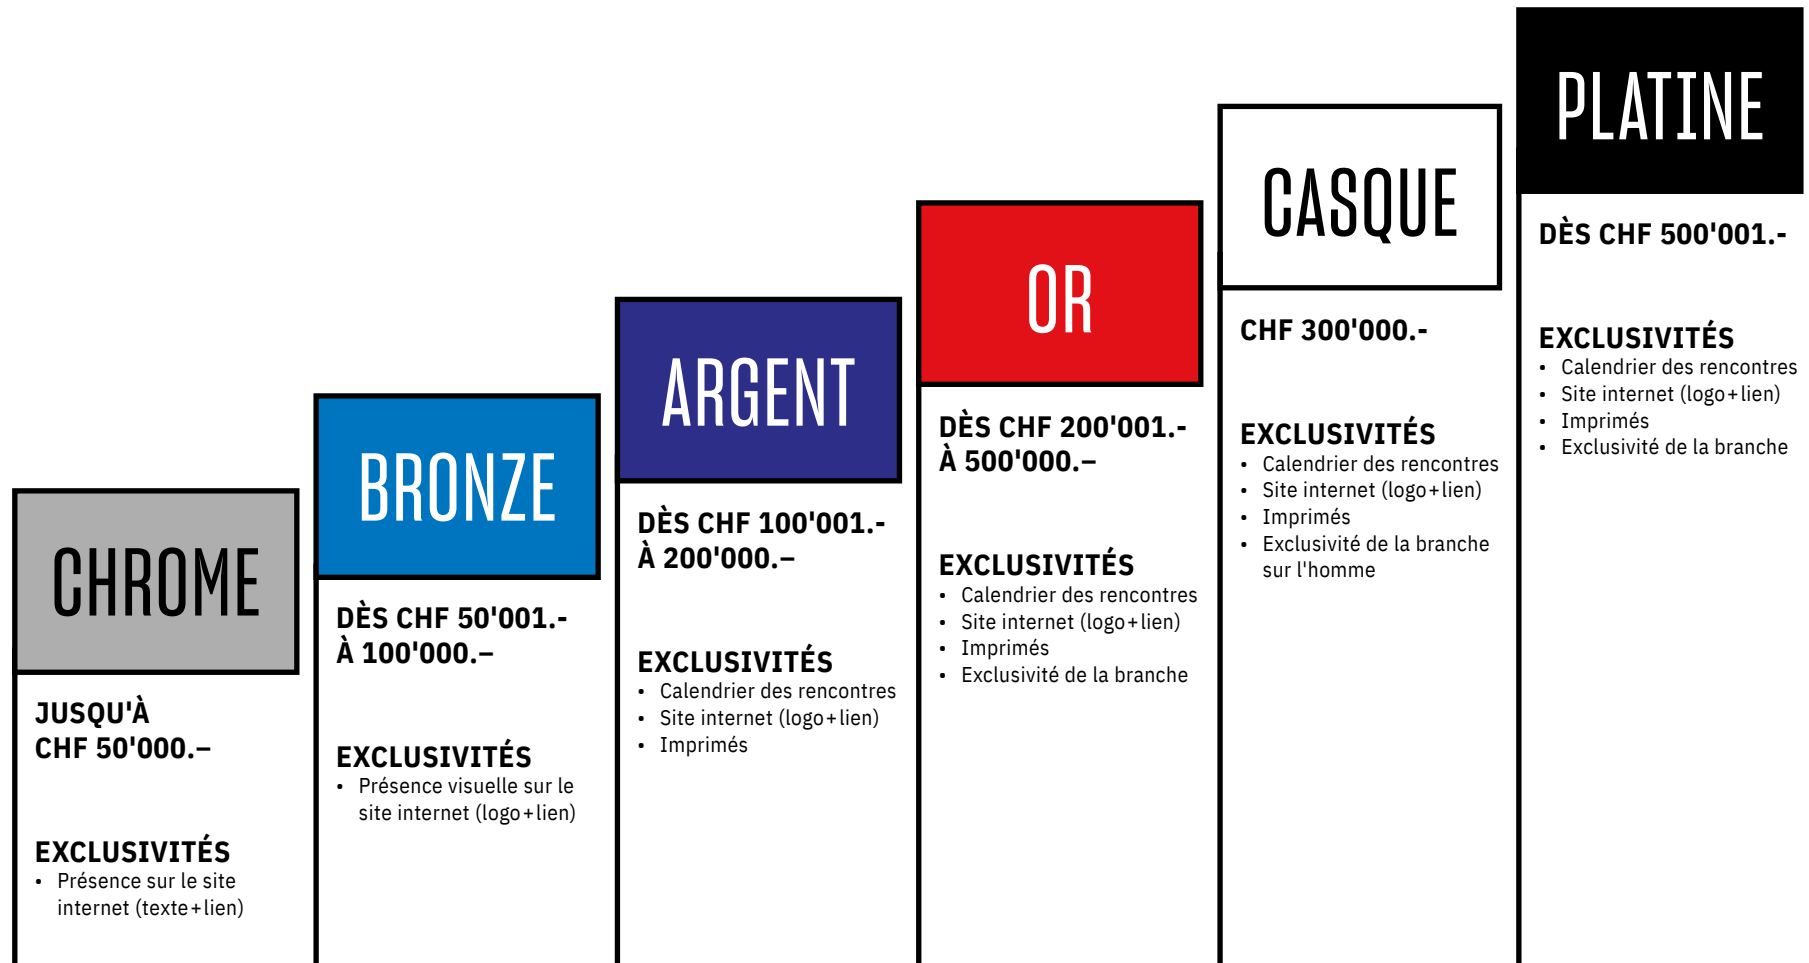 CHROME
JUSQU'À
CHF 50'000.–
EXCLUSIVITÉS
• Présence sur le site
internet (texte+lien)
BRONZE
DÈS CHF 50'001.-
À 100'000.–
EXCLUSIVITÉS
• Présence visuelle sur le
site internet (logo+lien)
ARGENT
DÈS CHF 100'001.-
À 200'000.–
EXCLUSIVITÉS
• Calendrier des rencontres
• Site internet (logo+lien)
• Imprimés
OR
DÈS CHF 200'001.-
À 500'000.–
EXCLUSIVITÉS
• Calendrier des rencontres
• Site internet (logo+lien)
• Imprimés
• Exclusivité de la branche
CASQUE
CHF 300'000.-
EXCLUSIVITÉS
• Calendrier des rencontres
• Site internet (logo+lien)
• Imprimés
• Exclusivité de la branche
sur l'homme
PLATINE
DÈS CHF 500'001.-
EXCLUSIVITÉS
• Calendrier des rencontres
• Site internet (logo+lien)
• Imprimés
• Exclusivité de la branche